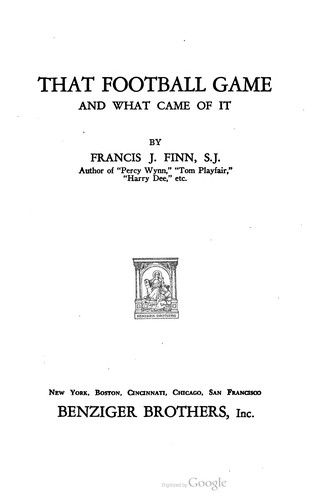 THAT FOOTBALL GAME
AND WHAT CAME OF IT
BY
FRANCIS J. FINN, S.J.
Author of "Percy Wynn," "Tom Playfair,"
"Harry Dee," etc.
BENZIGER BROTHERS
New York, Boston, Cincinnati, Chicago, San Francisco
BENZIGER BROTHERS, Inc.
Digitized by Google